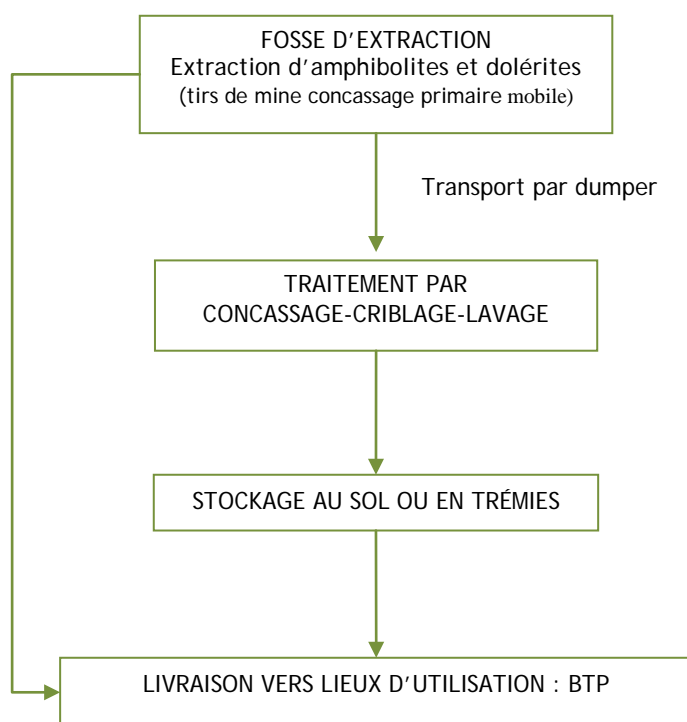 FOSSE D’EXTRACTION
Extraction d’amphibolites et dolérites
(tirs de mine concassage primaire mobile)
Transport par dumper
TRAITEMENT PAR
CONCASSAGE-CRIBLAGE-LAVAGE
STOCKAGE AU SOL OU EN TRÉMIES
LIVRAISON VERS LIEUX D’UTILISATION : BTP